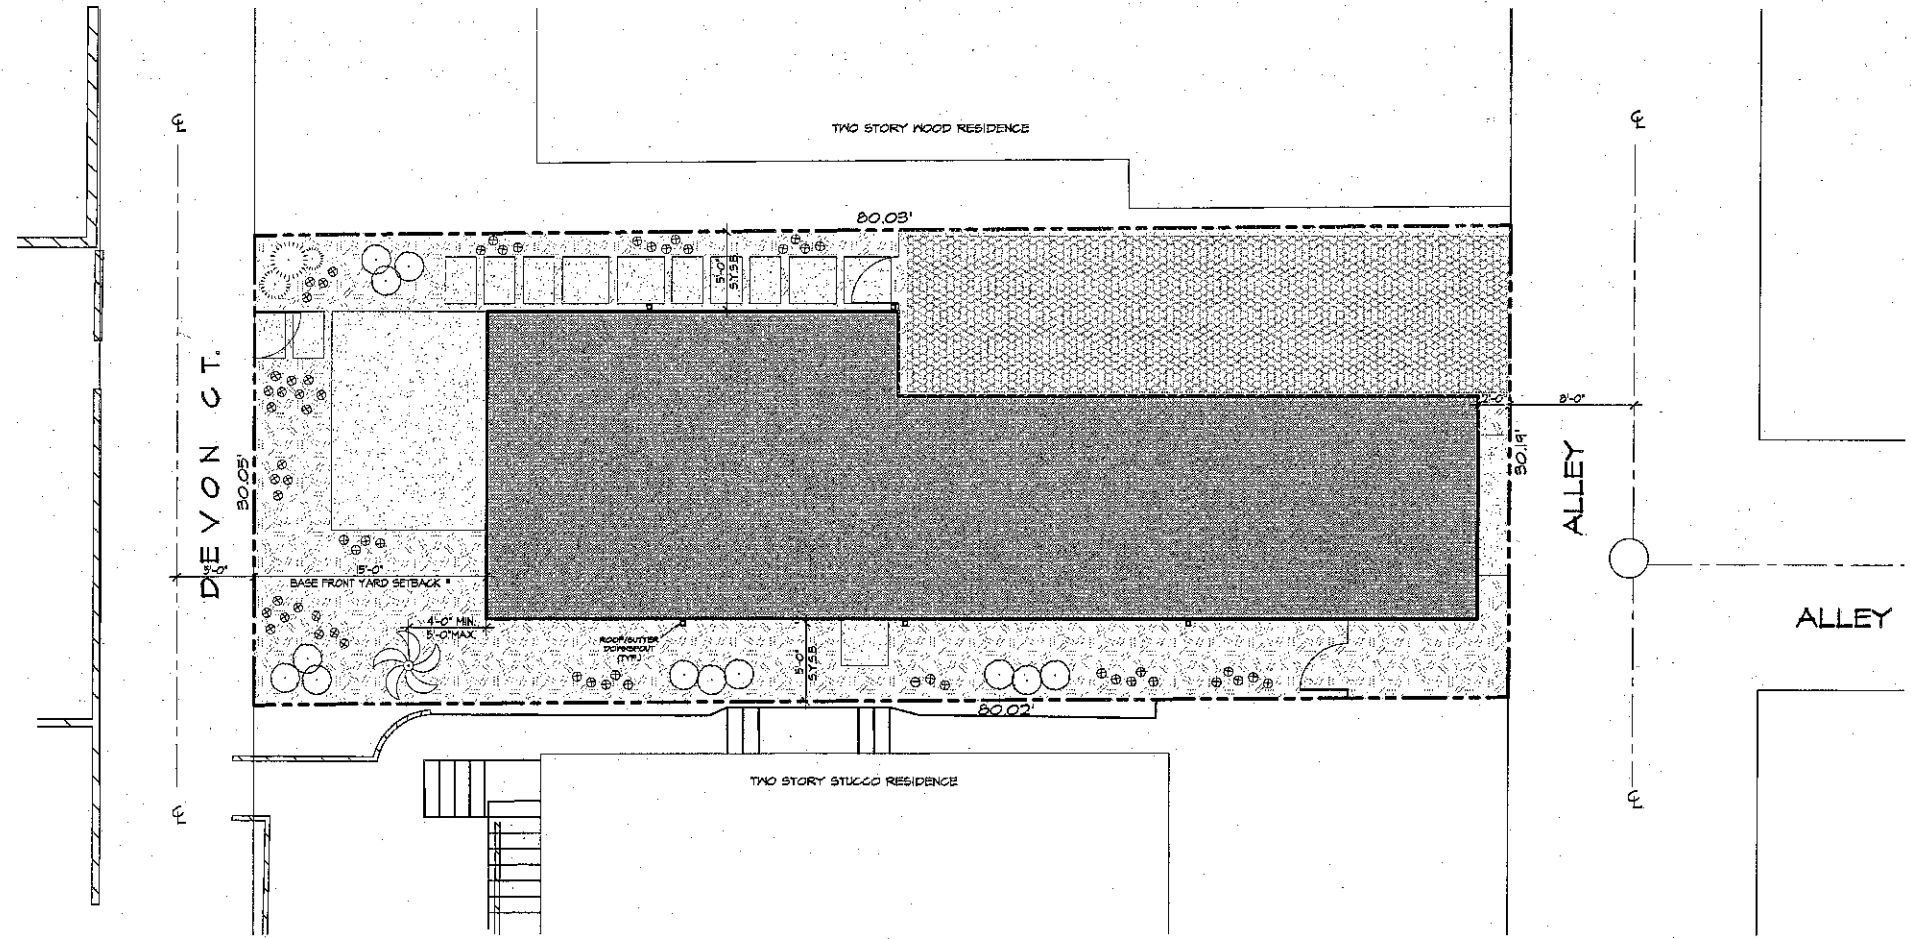 ℄
℄
TWO STORY WOOD RESIDENCE
80.03'
5'-0"
S.Y.S.B.
DEVON CT.
30.05'
2'-0"
8'-0"
30.19'
ALLEY
ALLEY
5'-0"
15'-0"
BASE FRONT YARD SETBACK
4'-0" MIN.
5'-0" MAX.
ROOF/GUTTER
DOWNSPOUT
(TYP.)
5'-0"
S.Y.S.B.
80.02'
TWO STORY STUCCO RESIDENCE
℄
℄